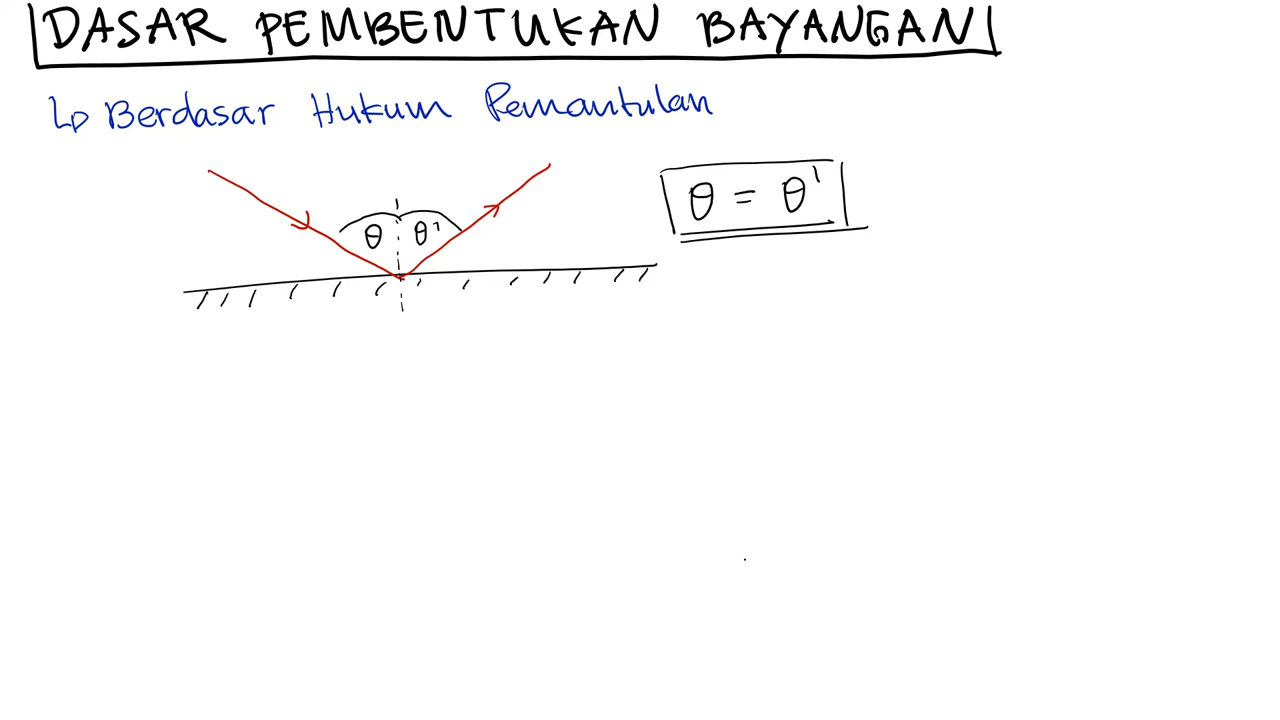 DASAR PEMBENTUKAN BAYANGAN
↳ Berdasar Hukum Pemantulan
θ = θ'
θ θ'